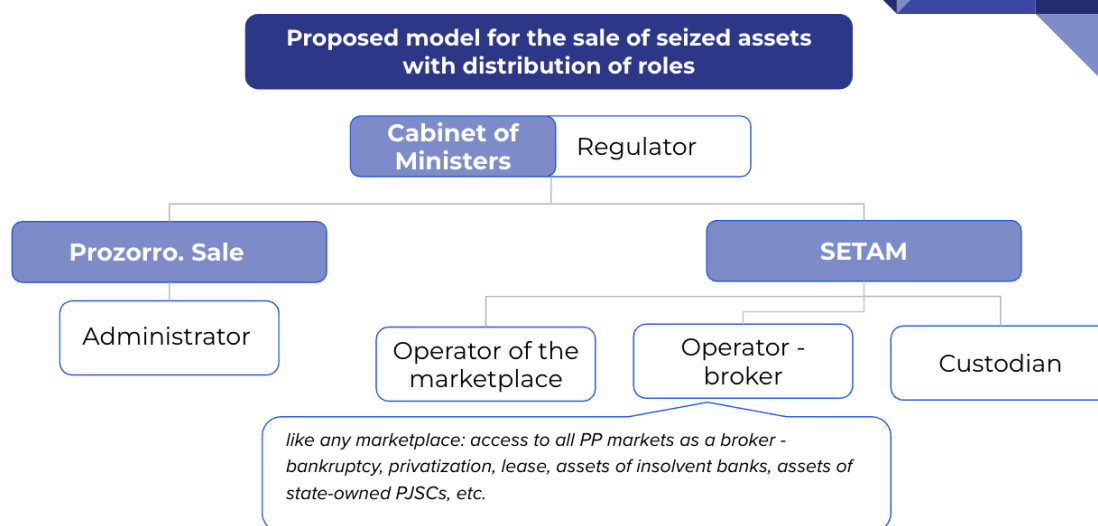 Proposed model for the sale of seized assets
with distribution of roles
Cabinet of
Ministers
Regulator
Prozorro. Sale
SETAM
Administrator
Operator of the
marketplace
Operator -
broker
Custodian
like any marketplace: access to all PP markets as a broker -
bankruptcy, privatization, lease, assets of insolvent banks, assets of
state-owned PJSCs, etc.